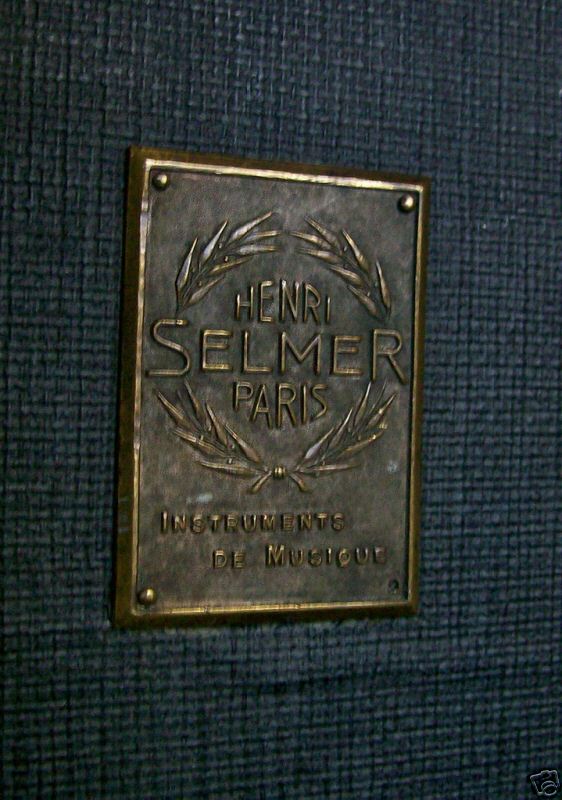 HENRI
SELMER
PARIS
INSTRUMENTS
DE MUSIQUE